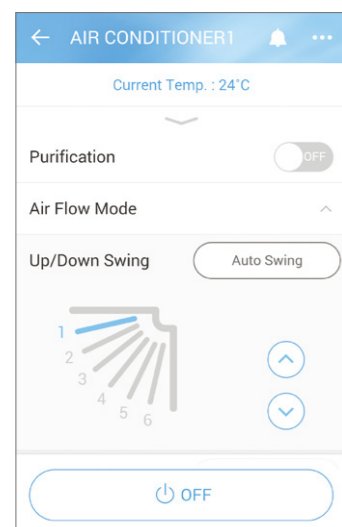 AIR CONDITIONER1
Current Temp. : 24°C
Purification OFF
Air Flow Mode
Up/Down Swing Auto Swing
1
2
3
4
5
6
OFF